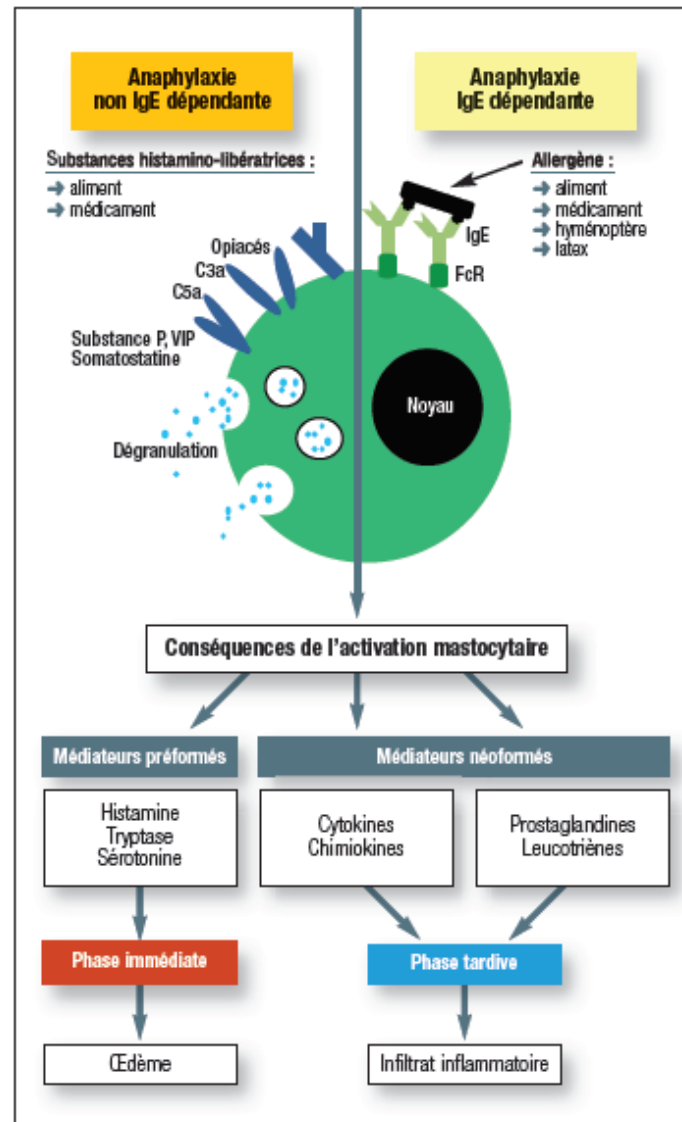 Anaphylaxie
non IgE dépendante
Anaphylaxie
IgE dépendante
Substances histamino-libératrices :
➔ aliment
➔ médicament
Allergène :
➔ aliment
➔ médicament
➔ hyménoptère
➔ latex
IgE
FcR
Opiacés
C3a
C5a
Substance P, VIP
Somatostatine
Noyau
Dégranulation
Conséquences de l'activation mastocytaire
Médiateurs préformés
Médiateurs néoformés
Histamine
Tryptase
Sérotonine
Cytokines
Chimiokines
Prostaglandines
Leucotriènes
Phase immédiate
Phase tardive
Œdème
Infiltrat inflammatoire